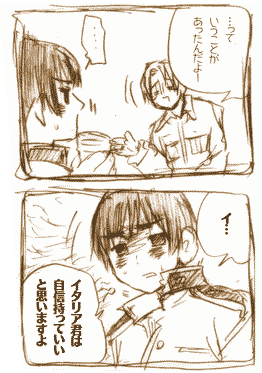 …って
いうことが
あったんだよー
…
イ…
イタリア君は
自信持っていい
と思いますよ